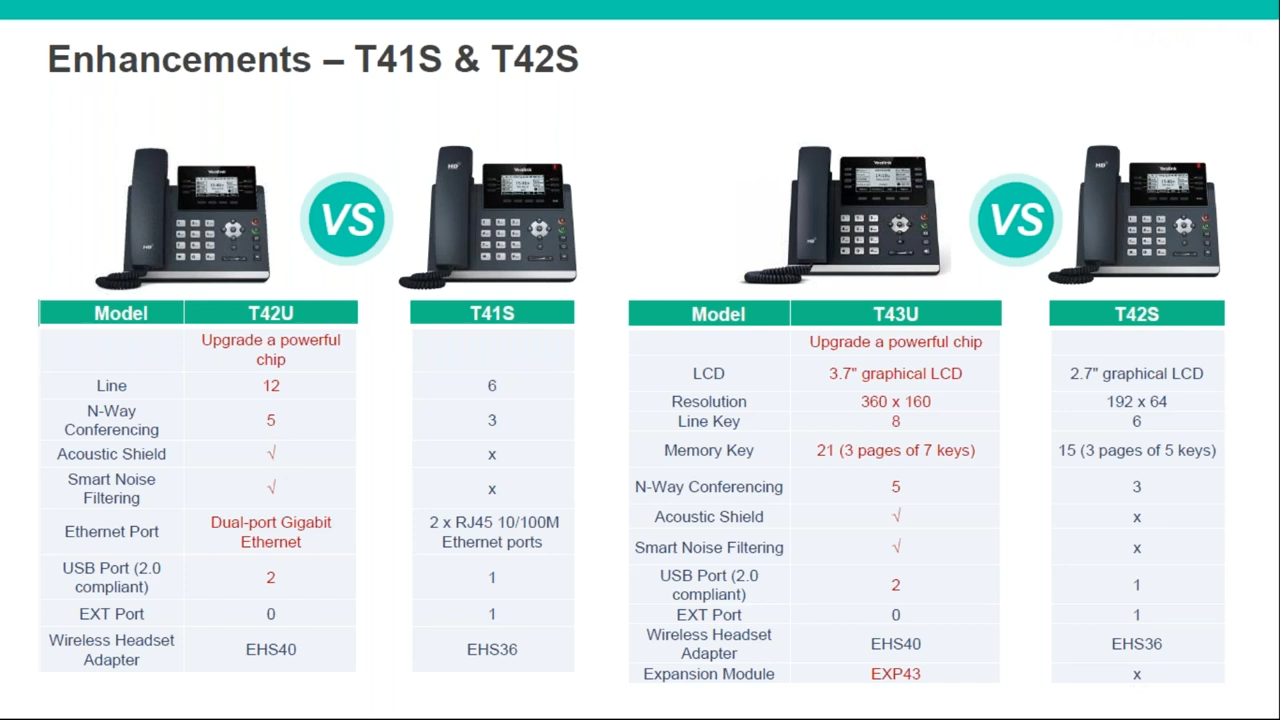 Enhancements – T41S & T42S
VS
VS
Model T42U T41S
Upgrade a powerful
chip
Line 12 6
N-Way
Conferencing 5 3
Acoustic Shield √ x
Smart Noise
Filtering √ x
Ethernet Port Dual-port Gigabit
Ethernet 2 x RJ45 10/100M
Ethernet ports
USB Port (2.0
compliant) 2 1
EXT Port 0 1
Wireless Headset
Adapter EHS40 EHS36
Model T43U T42S
Upgrade a powerful chip
LCD 3.7" graphical LCD 2.7" graphical LCD
Resolution 360 x 160 192 x 64
Line Key 8 6
Memory Key 21 (3 pages of 7 keys) 15 (3 pages of 5 keys)
N-Way Conferencing 5 3
Acoustic Shield √ x
Smart Noise Filtering √ x
USB Port (2.0
compliant) 2 1
EXT Port 0 1
Wireless Headset
Adapter EHS40 EHS36
Expansion Module EXP43 x